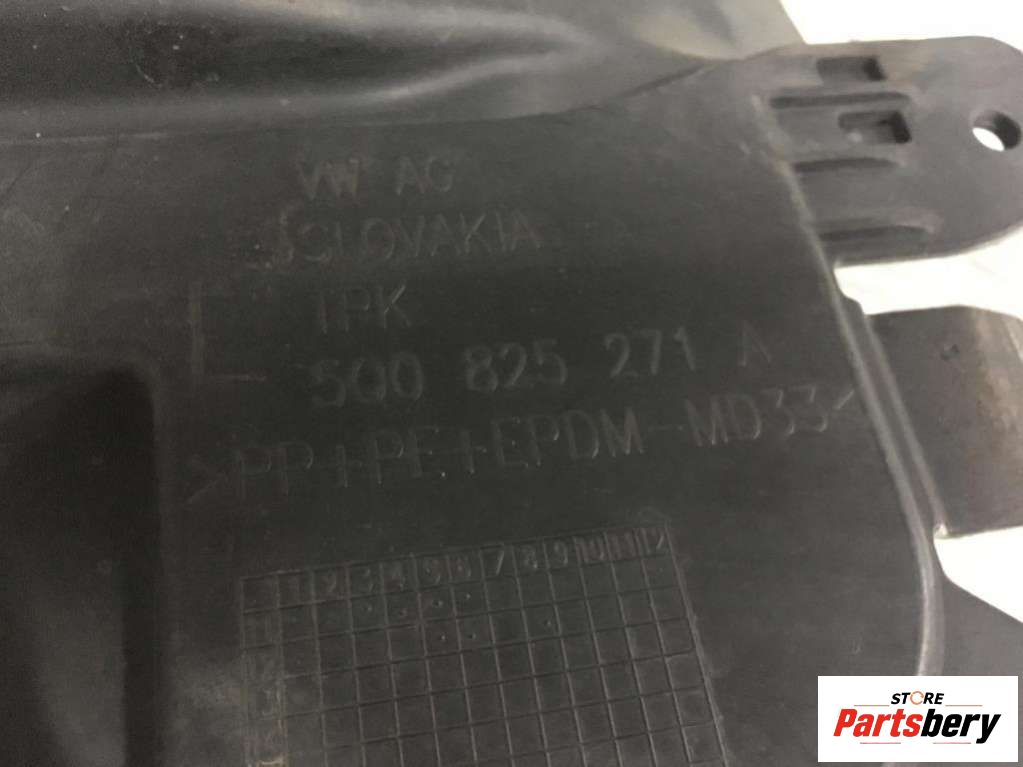 VW AG
SLOVAKIA
TPK
5Q0 825 271 A
>PP+PE+EPDM-MD33<
1 2 3 4 5 6 7 8 9 10 11 12
STORE
Partsbery